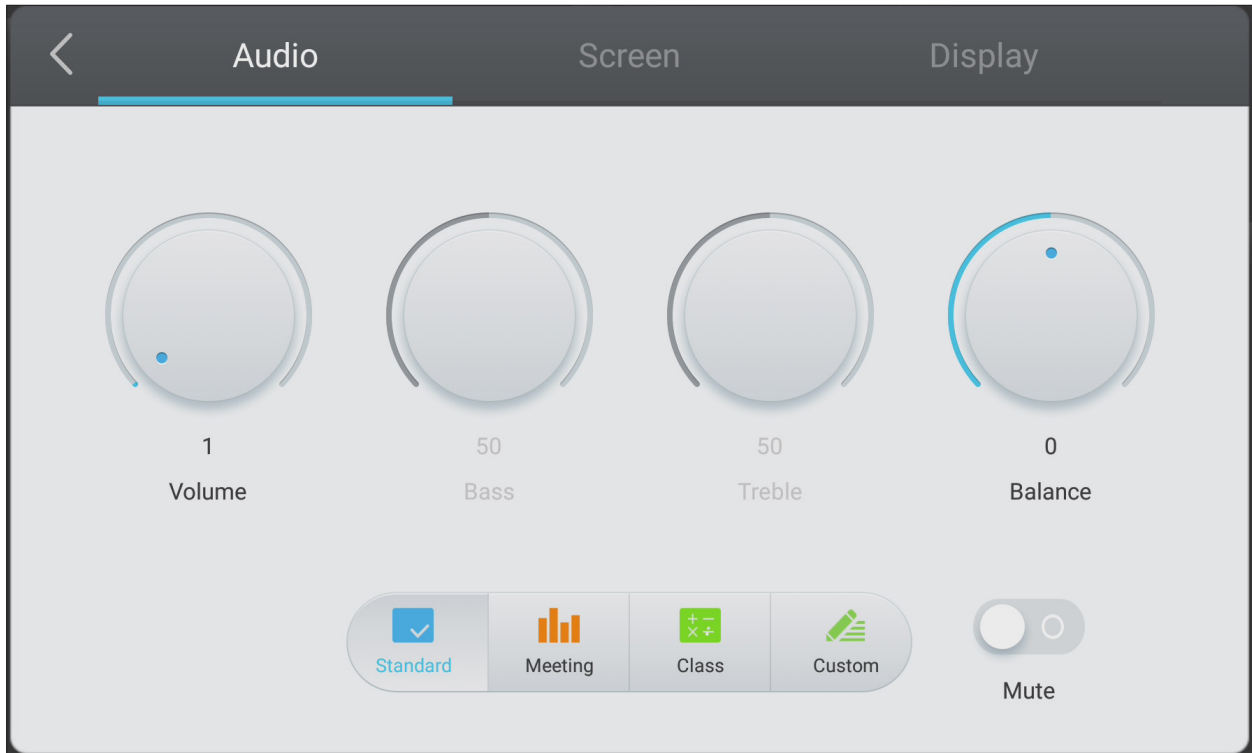 Audio Screen Display
1 50 50 0
Volume Bass Treble Balance
Standard Meeting Class Custom
Mute